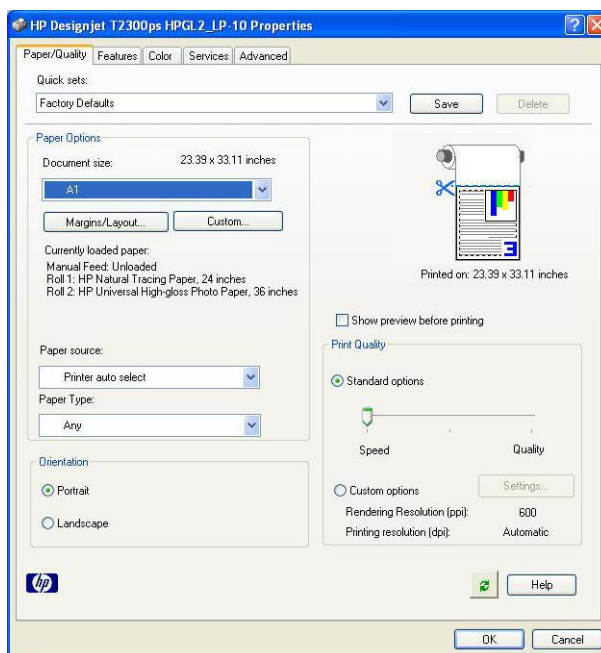 HP Designjet T2300ps HPGL2_LP-10 Properties
Paper/Quality Features Color Services Advanced
Quick sets:
Factory Defaults
Save
Delete
Paper Options
Document size:
23.39 x 33.11 inches
A1
Margins/Layout...
Custom...
Currently loaded paper:
Manual Feed: Unloaded
Roll 1: HP Natural Tracing Paper, 24 inches
Roll 2: HP Universal High-gloss Photo Paper, 36 inches
Paper source:
Printer auto select
Paper Type:
Any
Orientation
Portrait
Landscape
3
Printed on: 23.39 x 33.11 inches
Show preview before printing
Print Quality
Standard options
Speed
Quality
Custom options
Settings...
Rendering Resolution (ppi): 600
Printing resolution (dpi): Automatic
hp
Help
OK
Cancel